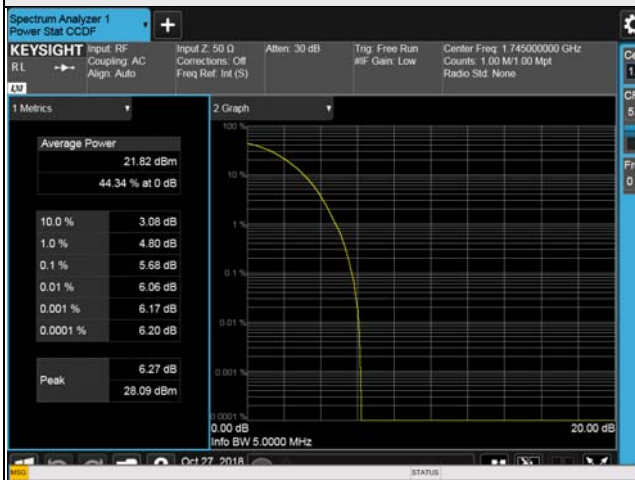 Spectrum Analyzer 1
Power Stat CCDF
KEYSIGHT
RL
LXI
Input: RF
Coupling: AC
Align: Auto
Input Z: 50 Ω
Corrections: Off
Freq Ref: Int (S)
Atten: 30 dB
Trig: Free Run
#IF Gain: Low
Center Freq: 1.745000000 GHz
Counts: 1.00 M/1.00 Mpt
Radio Std: None
1 Metrics
Average Power
21.82 dBm
44.34 % at 0 dB
10.0 % 3.08 dB
1.0 % 4.80 dB
0.1 % 5.68 dB
0.01 % 6.06 dB
0.001 % 6.17 dB
0.0001 % 6.20 dB
Peak
6.27 dB
28.09 dBm
2 Graph
100 %
10 %
1 %
0.1 %
0.01 %
0.001 %
0.0001 %
0.00 dB
20.00 dB
Info BW 5.0000 MHz
Oct 27, 2018
MSG
STATUS